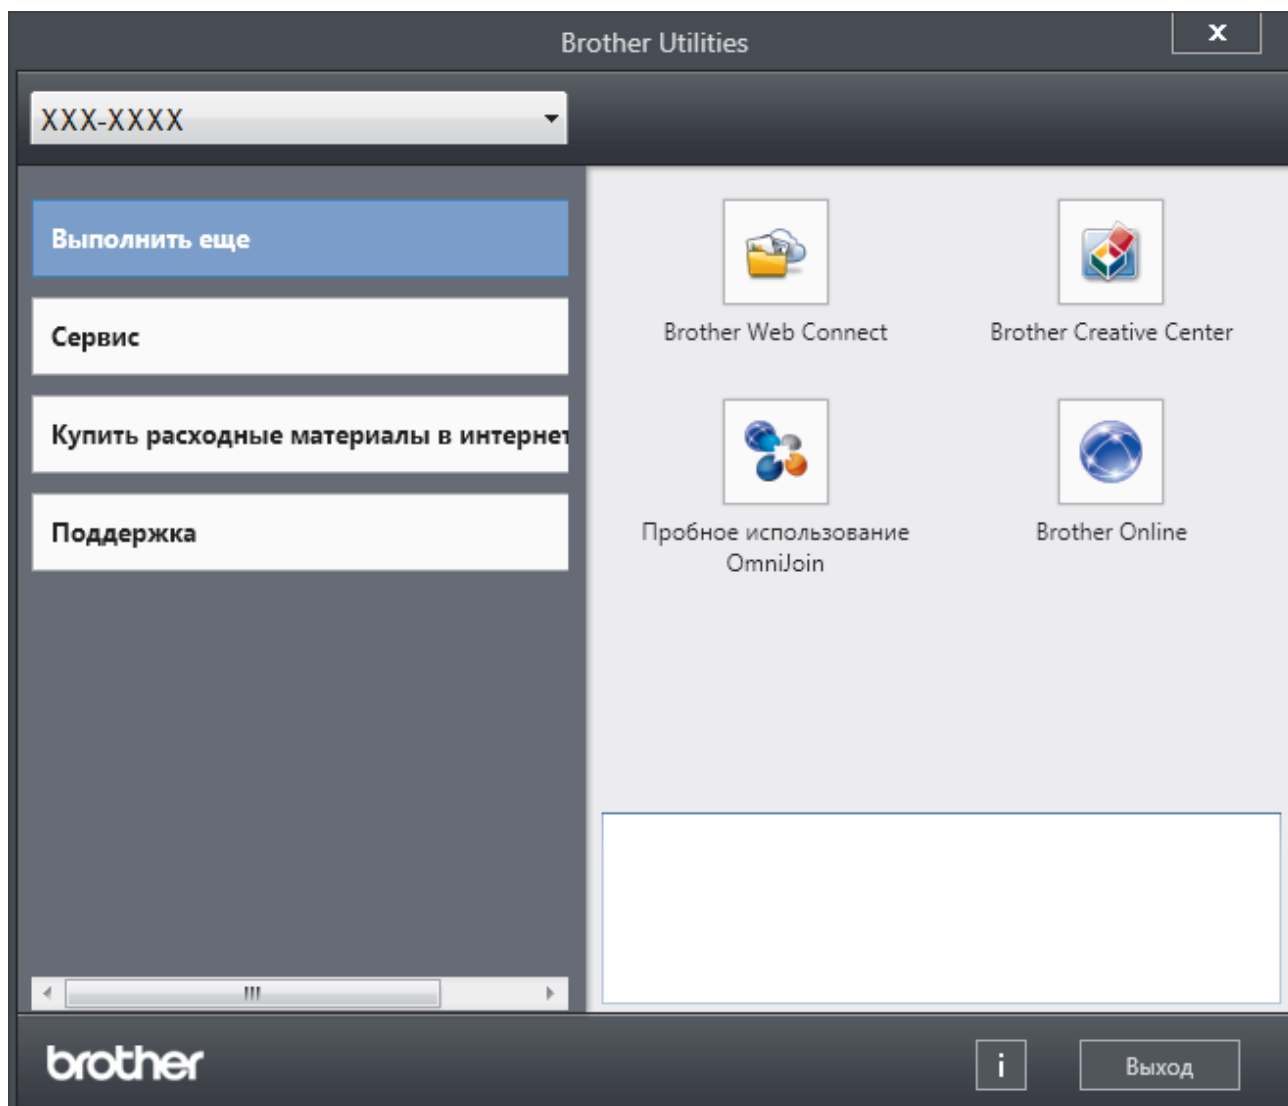 Brother Utilities
X
XXX-XXXX
Выполнить еще
Сервис
Купить расходные материалы в интернет
Поддержка
Brother Web Connect
Brother Creative Center
Пробное использование
OmniJoin
Brother Online
brother
i
Выход